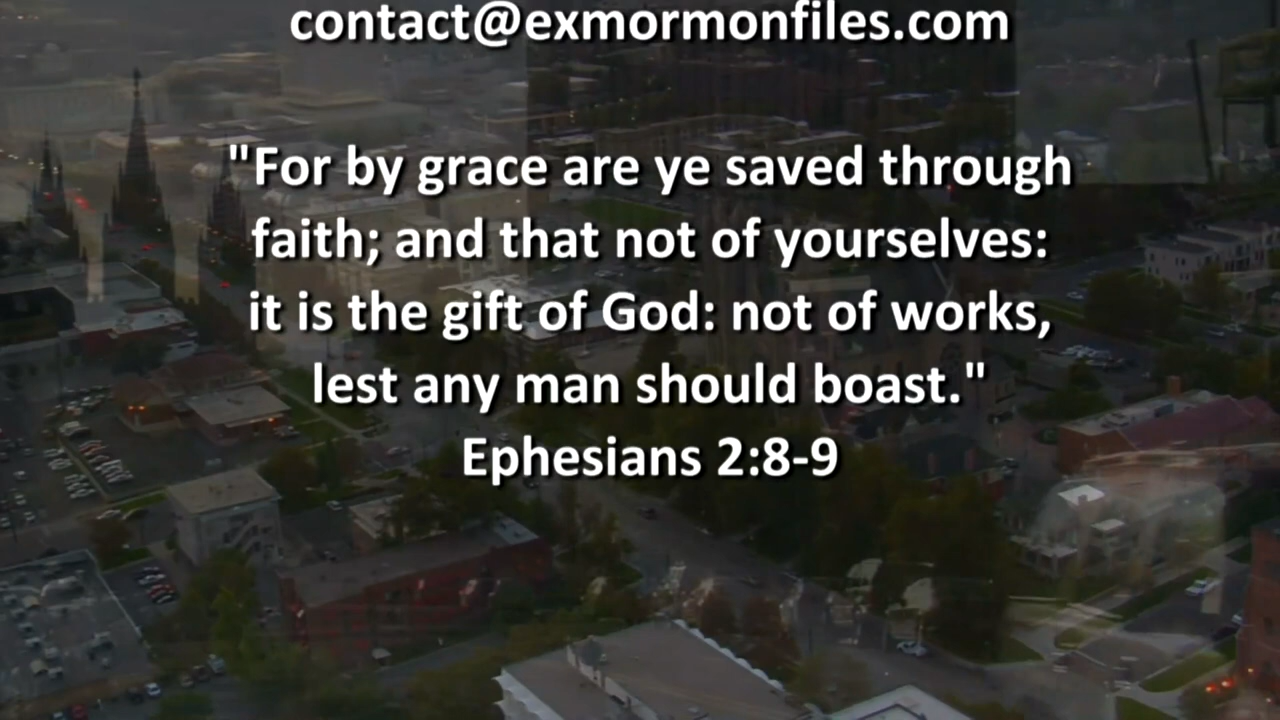 contact@exmormonfiles.com
"For by grace are ye saved through
faith; and that not of yourselves:
it is the gift of God: not of works,
lest any man should boast."
Ephesians 2:8-9